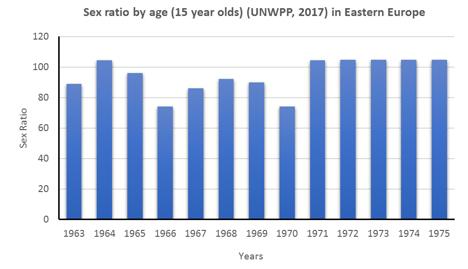 Sex ratio by age (15 year olds) (UNWPP, 2017) in Eastern Europe
120
100
80
60
40
20
0
Sex Ratio
1963 1964 1965 1966 1967 1968 1969 1970 1971 1972 1973 1974 1975
Years